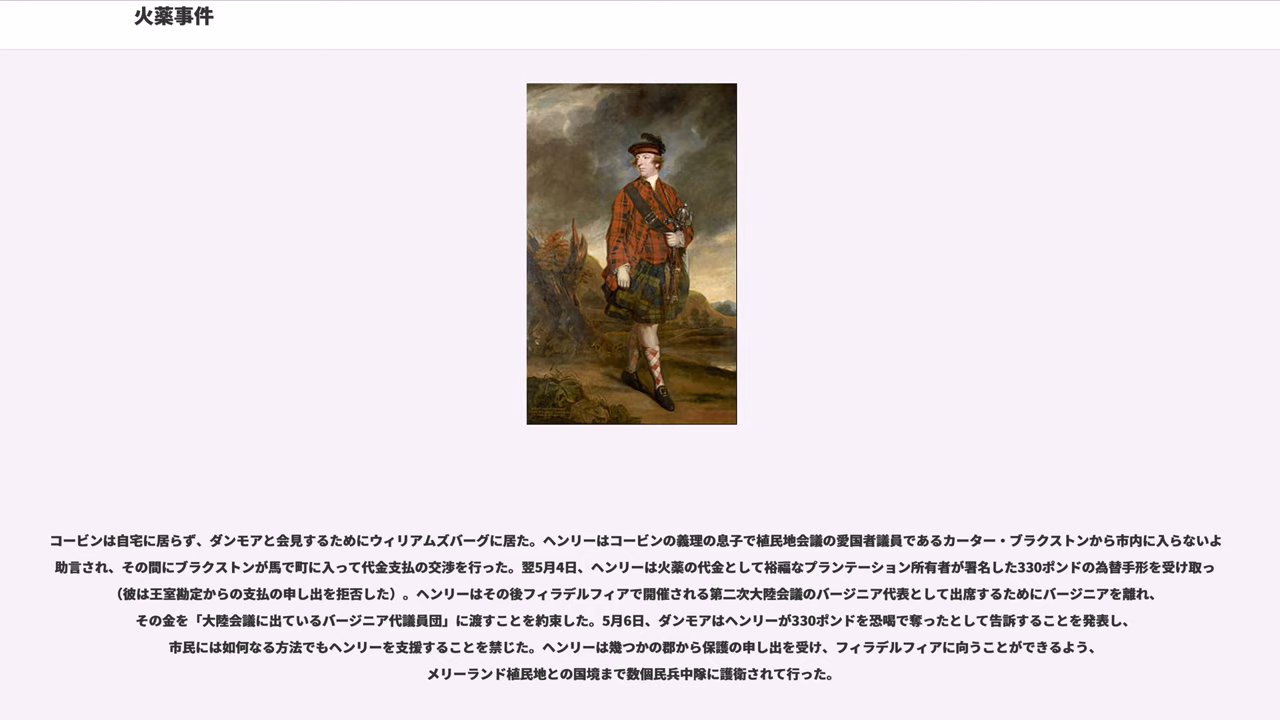 火薬事件
コービンは自宅に居らず、ダンモアと会見するためにウィリアムズバーグに居た。ヘンリーはコービンの義理の息子で植民地会議の愛国者議員であるカーター・ブラクストンから市内に入らないよ
助言され、その間にブラクストンが馬で町に入って代金支払の交渉を行った。翌5月4日、ヘンリーは火薬の代金として裕福なプランテーション所有者が署名した330ポンドの為替手形を受け取っ
（彼は王室勘定からの支払の申し出を拒否した）。ヘンリーはその後フィラデルフィアで開催される第二次大陸会議のバージニア代表として出席するためにバージニアを離れ、
その金を「大陸会議に出ているバージニア代議員団」に渡すことを約束した。5月6日、ダンモアはヘンリーが330ポンドを恐喝で奪ったとして告訴することを発表し、
市民には如何なる方法でもヘンリーを支援することを禁じた。ヘンリーは幾つかの郡から保護の申し出を受け、フィラデルフィアに向うことができるよう、
メリーランド植民地との国境まで数個民兵中隊に護衛されて行った。